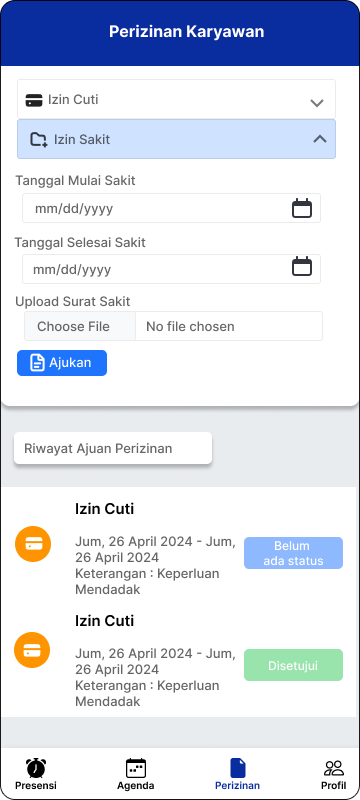 Perizinan Karyawan
Izin Cuti
Izin Sakit
Tanggal Mulai Sakit
mm/dd/yyyy
Tanggal Selesai Sakit
mm/dd/yyyy
Upload Surat Sakit
Choose File No file chosen
Ajukan
Riwayat Ajuan Perizinan
Izin Cuti
Jum, 26 April 2024 - Jum,
26 April 2024
Keterangan : Keperluan
Mendadak
Belum
ada status
Izin Cuti
Jum, 26 April 2024 - Jum,
26 April 2024
Keterangan : Keperluan
Mendadak
Disetujui
Presensi Agenda Perizinan Profil